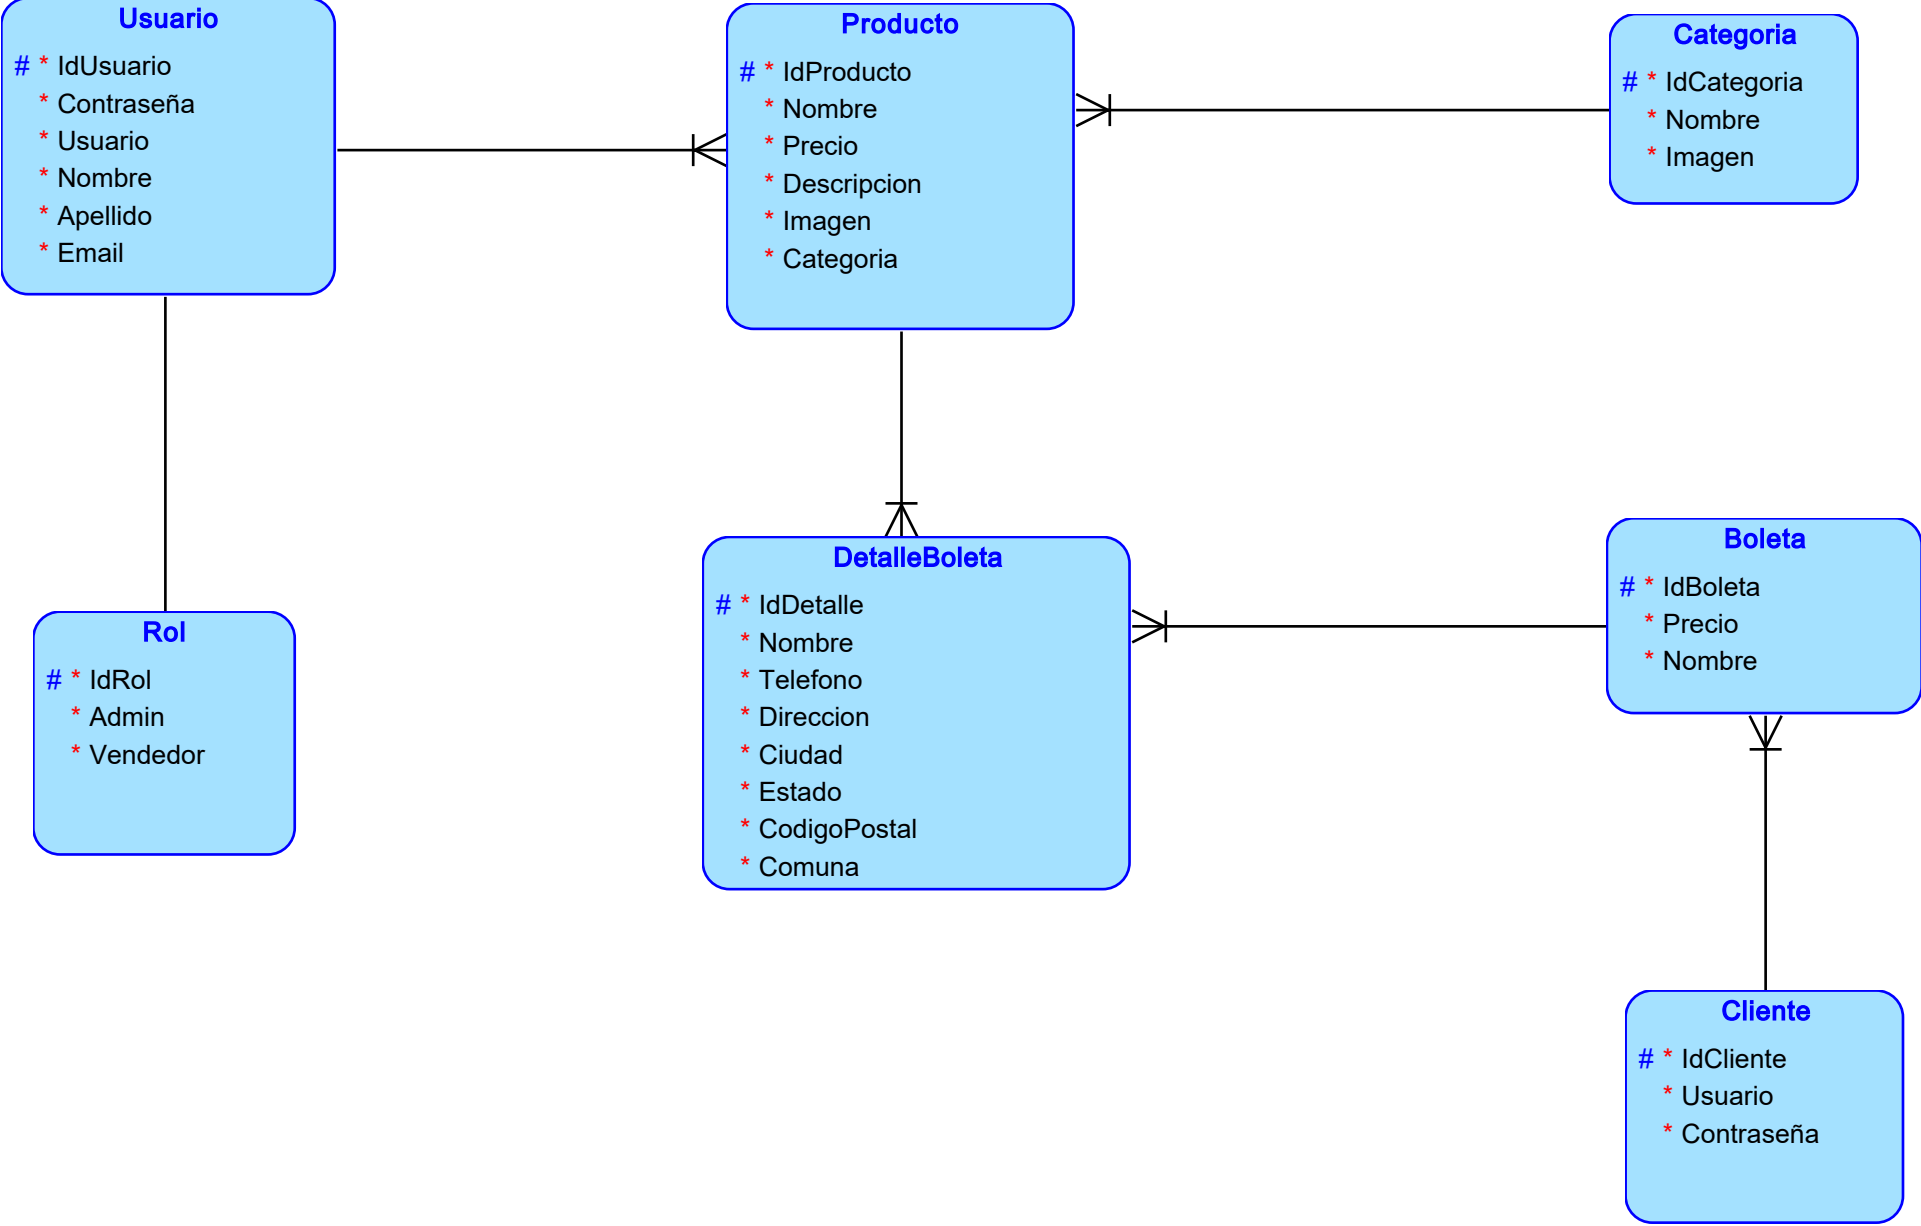 Usuario
# * IdUsuario
* Contraseña
* Usuario
* Nombre
* Apellido
* Email
Producto
# * IdProducto
* Nombre
* Precio
* Descripcion
* Imagen
* Categoria
Categoria
# * IdCategoria
* Nombre
* Imagen
Rol
# * IdRol
* Admin
* Vendedor
DetalleBoleta
# * IdDetalle
* Nombre
* Telefono
* Direccion
* Ciudad
* Estado
* CodigoPostal
* Comuna
Boleta
# * IdBoleta
* Precio
* Nombre
Cliente
# * IdCliente
* Usuario
* Contraseña